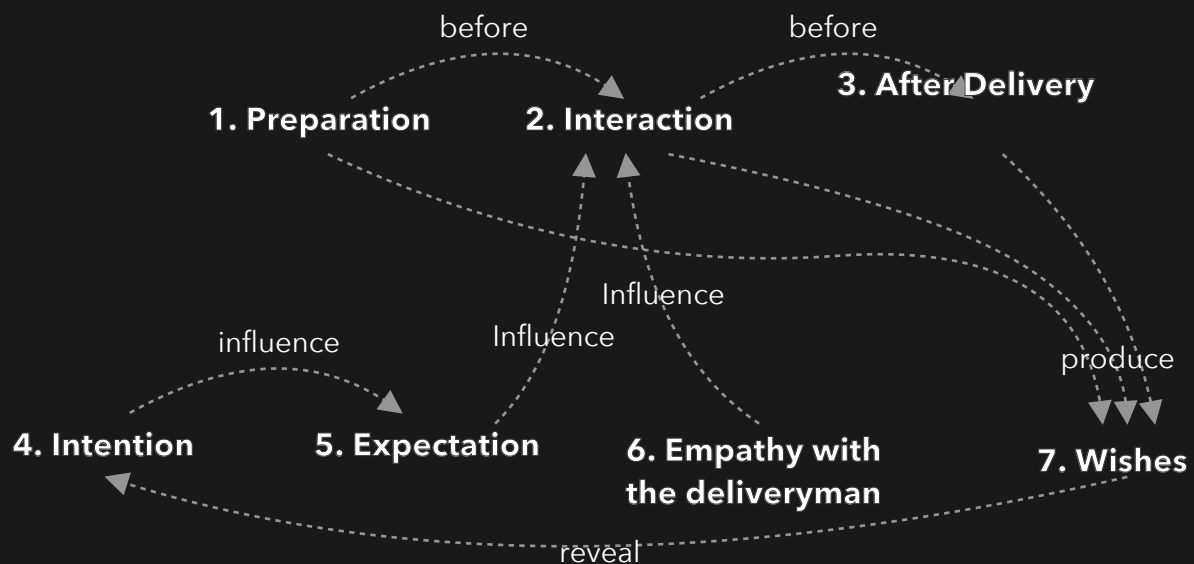 before
before
3. After Delivery
1. Preparation
2. Interaction
Influence
Influence
influence
produce
4. Intention
5. Expectation
6. Empathy with
the deliveryman
7. Wishes
reveal